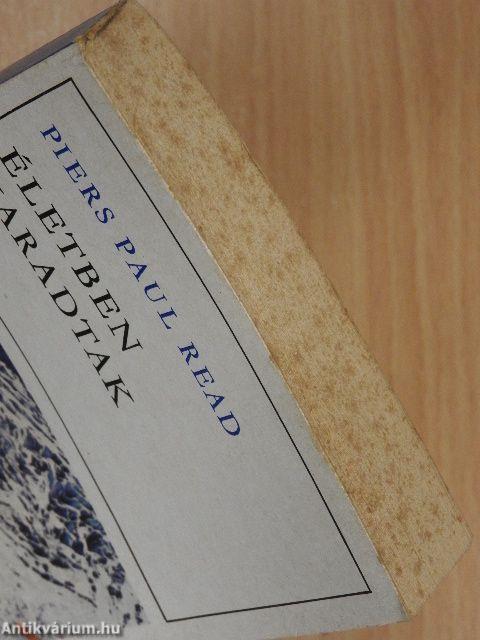 PIERS PAUL READ
ÉLETBEN
ARADTAK
Antikvárium.hu